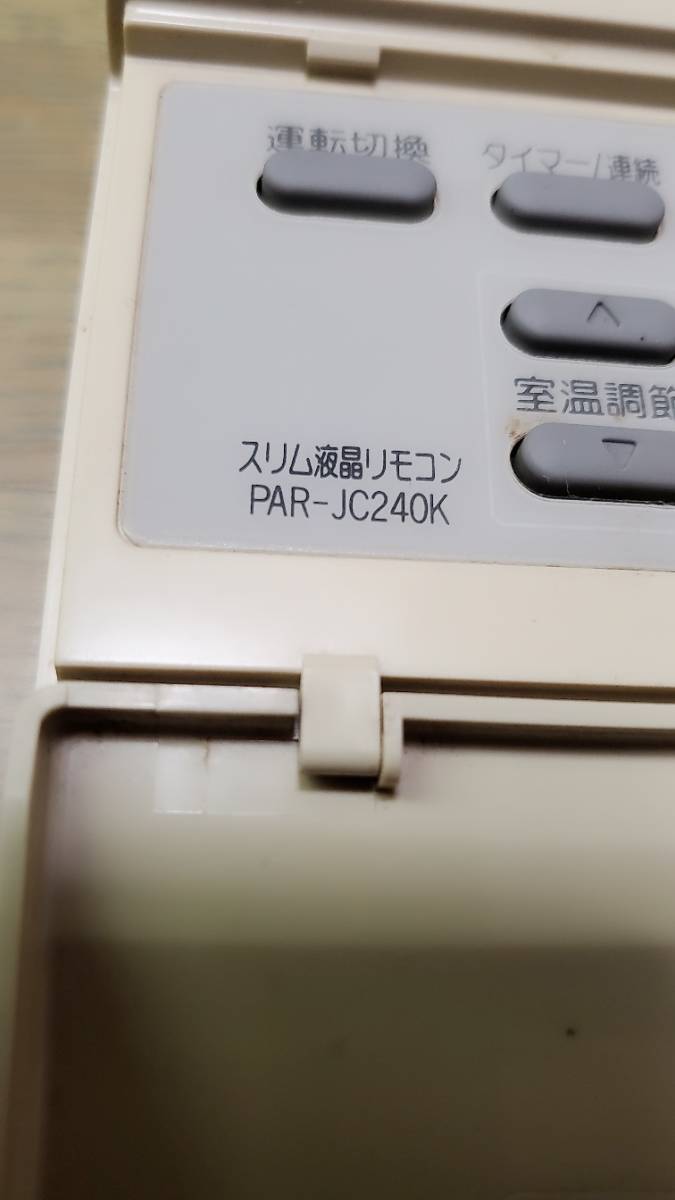 運転切換
タイマー/連続
室温調節
スリム液晶リモコン
PAR-JC240K